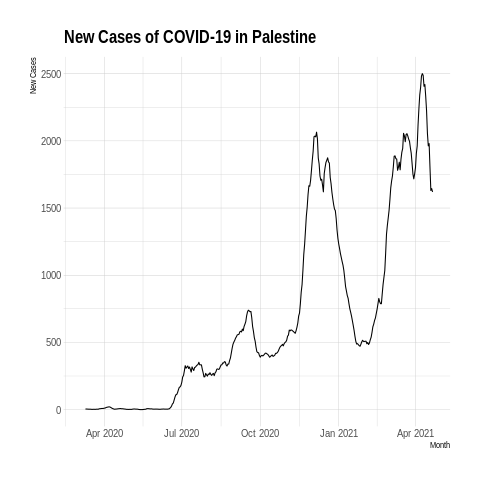 New Cases of COVID-19 in Palestine
New Cases
2500
2000
1500
1000
500
0
Apr 2020 Jul 2020 Oct 2020 Jan 2021 Apr 2021
Month